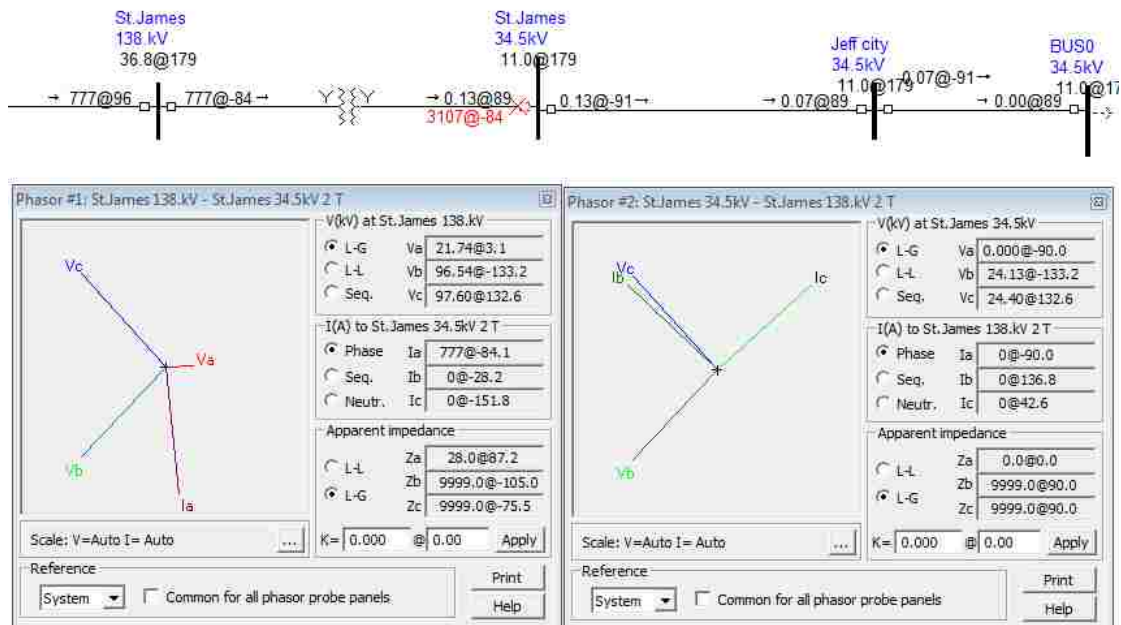 St.James
138.kV
36.8@179
St.James
34.5kV
11.0@179
Jeff city
34.5kV
11.0@179
BUS0
34.5kV
11.0@17
→ 777@96
777@-84→
→ 0.13@89
3107@-84
0.13@-91→
→ 0.07@89
0.07@-91→
→ 0.00@89
Phasor #1: St.James 138.kV - St.James 34.5kV 2 T
Vc
Va
Vb
Ia
V(kV) at St.James 138.kV
L-G Va 21.74@3.1
L-L Vb 96.54@-133.2
Seq. Vc 97.60@132.6
I(A) to St.James 34.5kV 2 T
Phase Ia 777@-84.1
Seq. Ib 0@-28.2
Neutr. Ic 0@-151.8
Apparent impedance
Za 28.0@87.2
L-L
Zb 9999.0@-105.0
L-G
Zc 9999.0@-75.5
Scale: V=Auto I= Auto ...
K= 0.000 @ 0.00 Apply
Reference
System Common for all phasor probe panels
Print
Help
Phasor #2: St.James 34.5kV - St.James 138.kV 2 T
Vc
Ib
Ic
Vb
V(kV) at St.James 34.5kV
L-G Va 0.000@-90.0
L-L Vb 24.13@-133.2
Seq. Vc 24.40@132.6
I(A) to St.James 138.kV 2 T
Phase Ia 0@-90.0
Seq. Ib 0@136.8
Neutr. Ic 0@42.6
Apparent impedance
Za 0.0@0.0
L-L
Zb 9999.0@90.0
L-G
Zc 9999.0@90.0
Scale: V=Auto I= Auto ...
K= 0.000 @ 0.00 Apply
Reference
System Common for all phasor probe panels
Print
Help